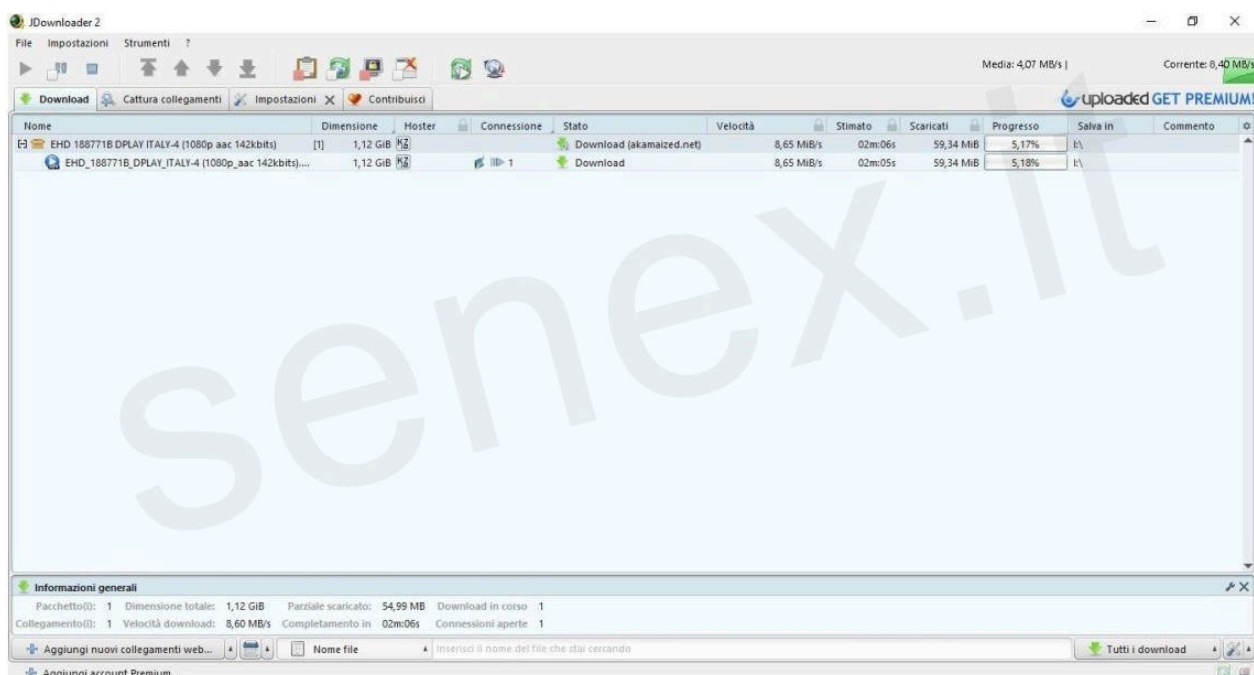 JDownloader 2
File Impostazioni Strumenti ?
Media: 4,07 MB/s | Corrente: 8,40 MB/s
Download Cattura collegamenti Impostazioni X Contribuisci
uploaded GET PREMIUM!
Nome Dimensione Hoster Connessione Stato Velocità Stimato Scaricati Progresso Salva in Commento
EHD 188771B DPLAY ITALY-4 (1080p aac 142kbits) [1] 1,12 GiB Download (akamaized.net) 8,65 MiB/s 02m:06s 59,34 MiB 5,17% I:\
EHD_188771B_DPLAY_ITALY-4 (1080p_aac 142kbits).... 1,12 GiB 1 Download 8,65 MiB/s 02m:05s 59,34 MiB 5,18% I:\
senex.it
Informazioni generali
Pacchetto(i): 1 Dimensione totale: 1,12 GiB Parziale scaricato: 54,99 MB Download in corso 1
Collegamento(i): 1 Velocità download: 8,60 MB/s Completamento in 02m:06s Connessioni aperte 1
Aggiungi nuovi collegamenti web... Nome file Inserisci il nome del file che stai cercando Tutti i download
Aggiungi account Premium...